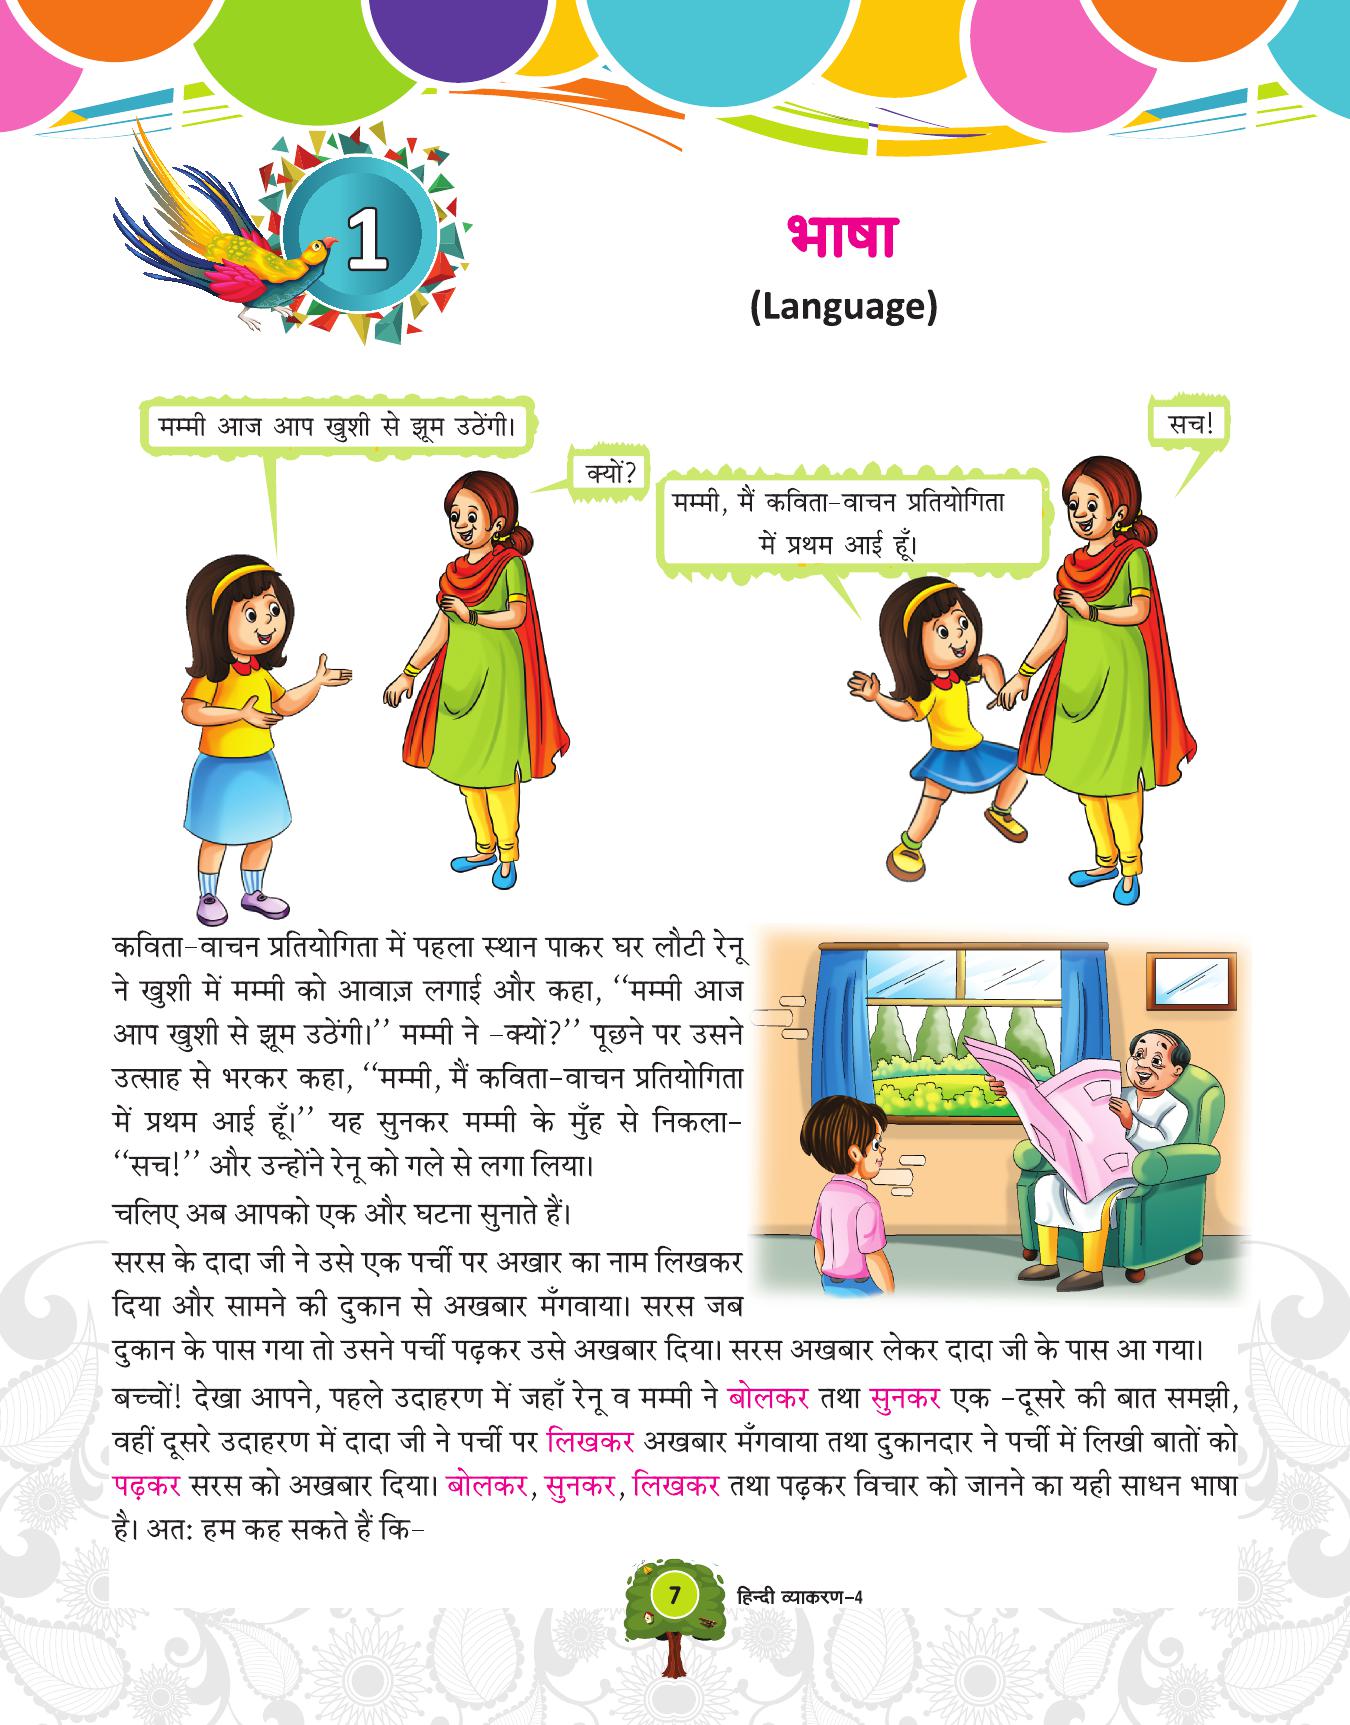 1
भाषा
(Language)
मम्मी आज आप खुशी से झूम उठेंगी।
क्यों?
मम्मी, मैं कविता-वाचन प्रतियोगिता
में प्रथम आई हूँ।
सच!
कविता-वाचन प्रतियोगिता में पहला स्थान पाकर घर लौटी रेनू
ने खुशी में मम्मी को आवाज़ लगाई और कहा, ‘‘मम्मी आज
आप खुशी से झूम उठेंगी।’’ मम्मी ने -क्यों?’’ पूछने पर उसने
उत्साह से भरकर कहा, ‘‘मम्मी, मैं कविता-वाचन प्रतियोगिता
में प्रथम आई हूँ।’’ यह सुनकर मम्मी के मुँह से निकला-
‘‘सच!’’ और उन्होंने रेनू को गले से लगा लिया।
चलिए अब आपको एक और घटना सुनाते हैं।
सरस के दादा जी ने उसे एक पर्ची पर अखार का नाम लिखकर
दिया और सामने की दुकान से अखबार मँगवाया। सरस जब
दुकान के पास गया तो उसने पर्ची पढ़कर उसे अखबार दिया। सरस अखबार लेकर दादा जी के पास आ गया।
बच्चों! देखा आपने, पहले उदाहरण में जहाँ रेनू व मम्मी ने बोलकर तथा सुनकर एक -दूसरे की बात समझी,
वहीं दूसरे उदाहरण में दादा जी ने पर्ची पर लिखकर अखबार मँगवाया तथा दुकानदार ने पर्ची में लिखी बातों को
पढ़कर सरस को अखबार दिया। बोलकर, सुनकर, लिखकर तथा पढ़कर विचार को जानने का यही साधन भाषा
है। अत: हम कह सकते हैं कि-
7
हिन्दी व्याकरण-4